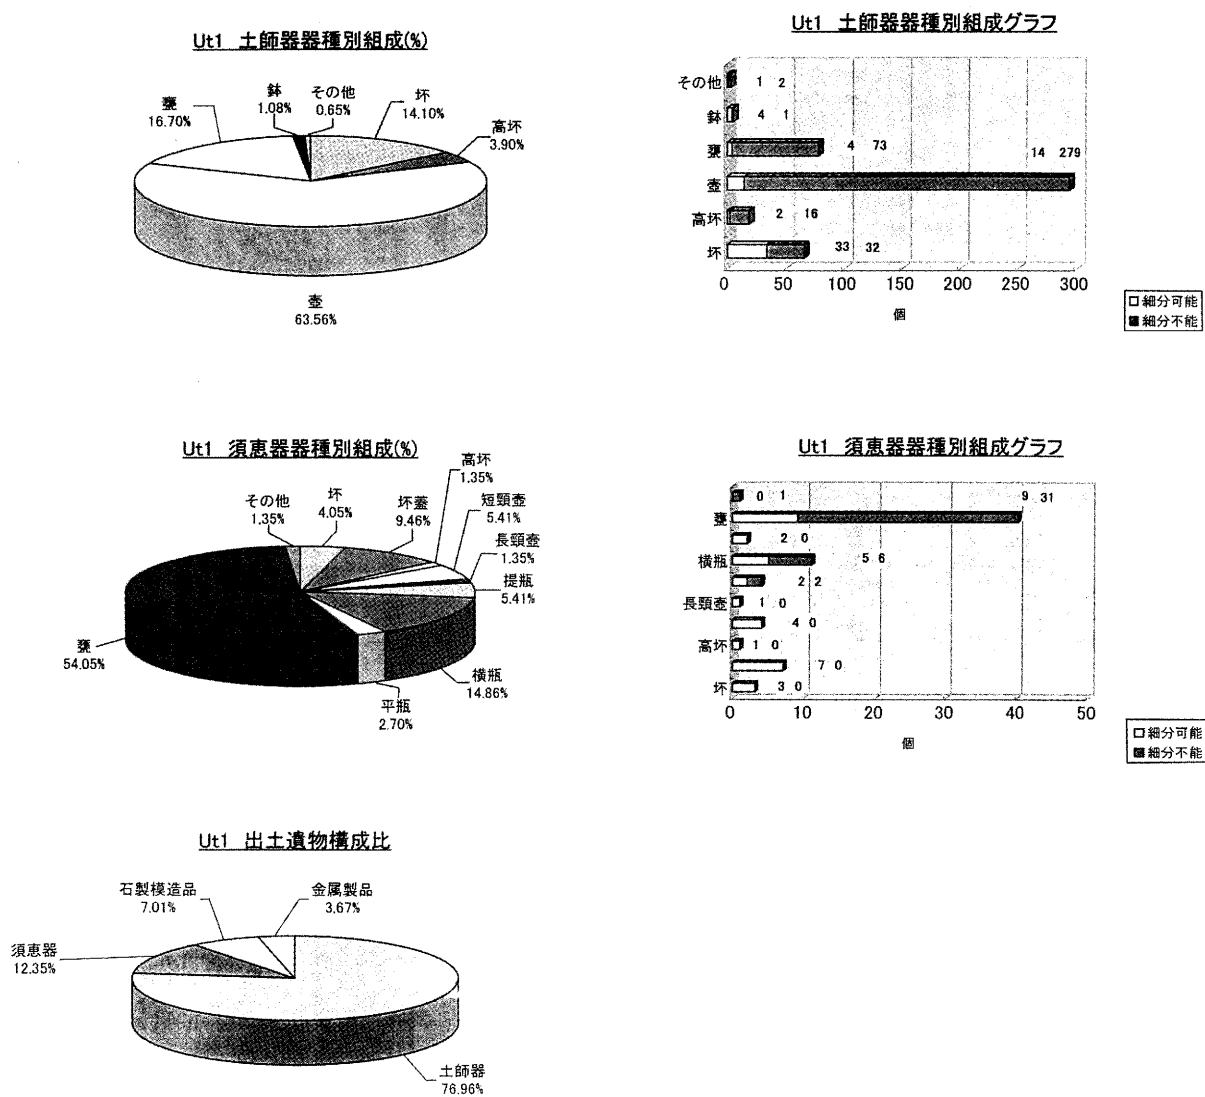 Ut1 土師器器種別組成(%)
甕
16.70%
鉢
1.08%
その他
0.65%
坏
14.10%
高坏
3.90%
壺
63.56%
Ut1 土師器器種別組成グラフ
その他 1 2
鉢 4 1
甕 4 73
壺 14 279
高坏 2 16
坏 33 32
0 50 100 150 200 250 300
個
細分可能
細分不能
Ut1 須恵器器種別組成(%)
その他
1.35%
坏
4.05%
坏蓋
9.46%
高坏
1.35%
短頸壺
5.41%
長頸壺
1.35%
提瓶
5.41%
横瓶
14.86%
平瓶
2.70%
甕
54.05%
Ut1 須恵器器種別組成グラフ
0 1
甕 9 31
2 0
横瓶 5 6
2 2
長頸壺 1 0
4 0
高坏 1 0
7 0
坏 3 0
0 10 20 30 40 50
個
細分可能
細分不能
Ut1 出土遺物構成比
石製模造品
7.01%
金属製品
3.67%
須恵器
12.35%
土師器
76.96%